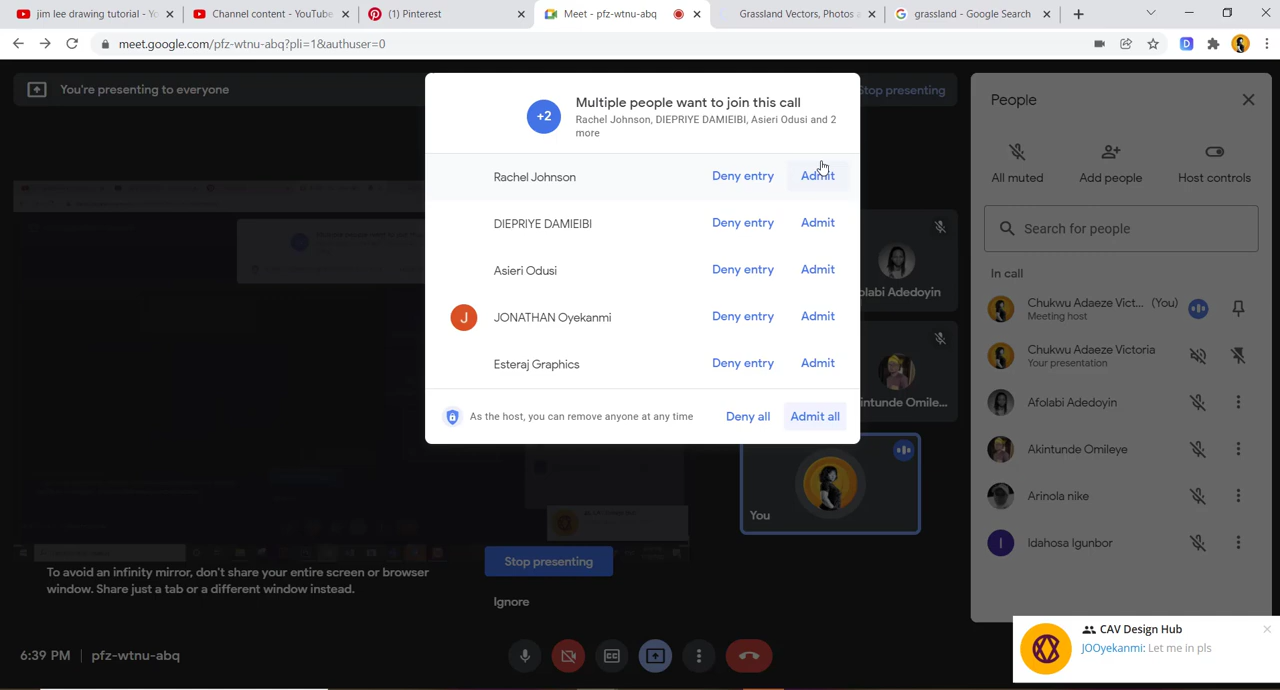 jim lee drawing tutorial - Yo
Channel content - YouTube
(1) Pinterest
Meet - pfz-wtnu-abq
Grassland Vectors, Photos a
grassland - Google Search
meet.google.com/pfz-wtnu-abq?pli=1&authuser=0
You're presenting to everyone
Stop presenting
Multiple people want to join this call
+2
Rachel Johnson, DIEPRIYE DAMIEIBI, Asieri Odusi and 2
more
Rachel Johnson Deny entry Admit
DIEPRIYE DAMIEIBI Deny entry Admit
Asieri Odusi Deny entry Admit
J JONATHAN Oyekanmi Deny entry Admit
Esteraj Graphics Deny entry Admit
As the host, you can remove anyone at any time Deny all Admit all
People
All muted Add people Host controls
Search for people
In call
Chukwu Adaeze Vict... (You)
Meeting host
Chukwu Adaeze Victoria
Your presentation
Afolabi Adedoyin
Akintunde Omileye
Arinola nike
I Idahosa Igunbor
olabi Adedoyin
intunde Omile...
You
To avoid an infinity mirror, don't share your entire screen or browser
window. Share just a tab or a different window instead.
Stop presenting
Ignore
6:39 PM | pfz-wtnu-abq
CAV Design Hub
JOOyekanmi: Let me in pls